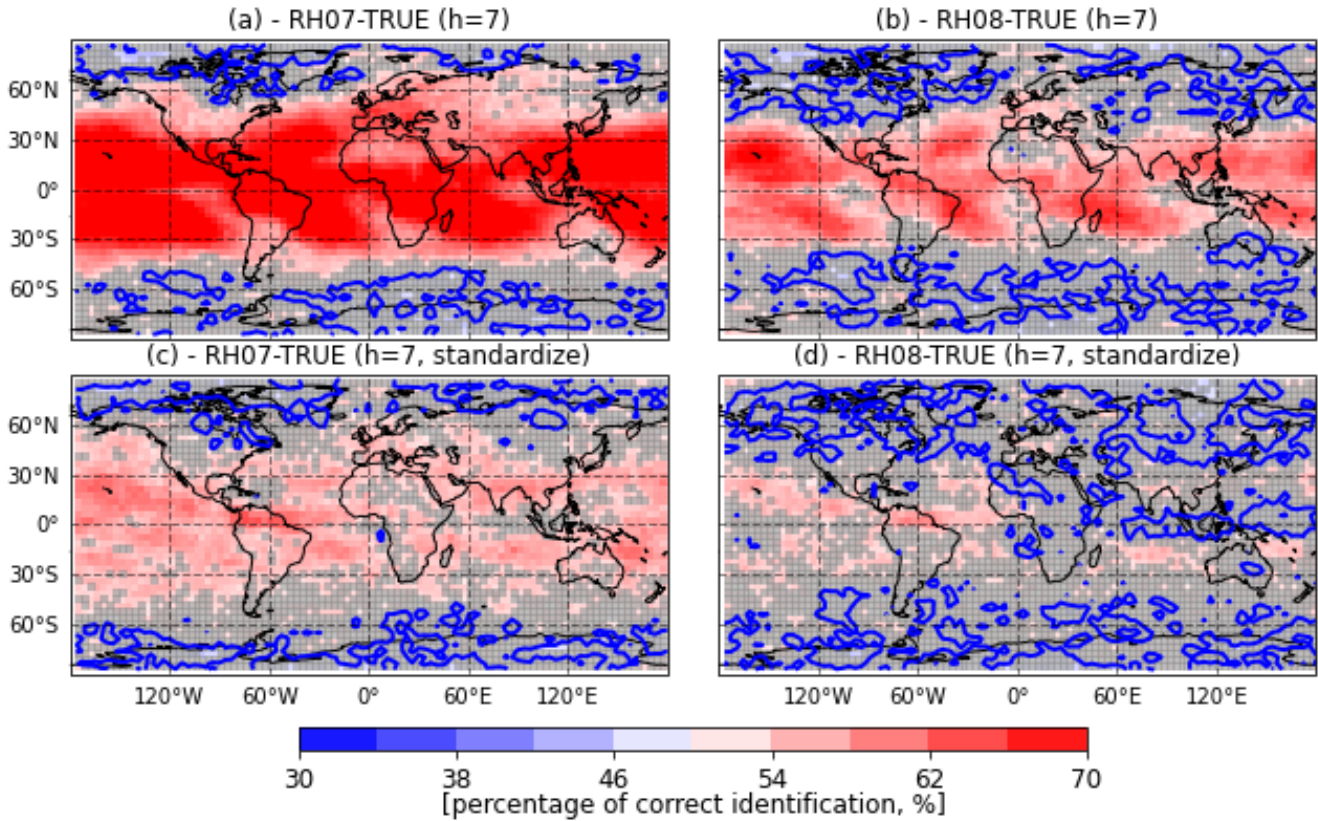 (a) - RH07-TRUE (h=7)
(b) - RH08-TRUE (h=7)
60°N
30°N
0°
30°S
60°S
(c) - RH07-TRUE (h=7, standardize)
(d) - RH08-TRUE (h=7, standardize)
60°N
30°N
0°
30°S
60°S
120°W 60°W 0° 60°E 120°E
120°W 60°W 0° 60°E 120°E
30 38 46 54 62 70
[percentage of correct identification, %]